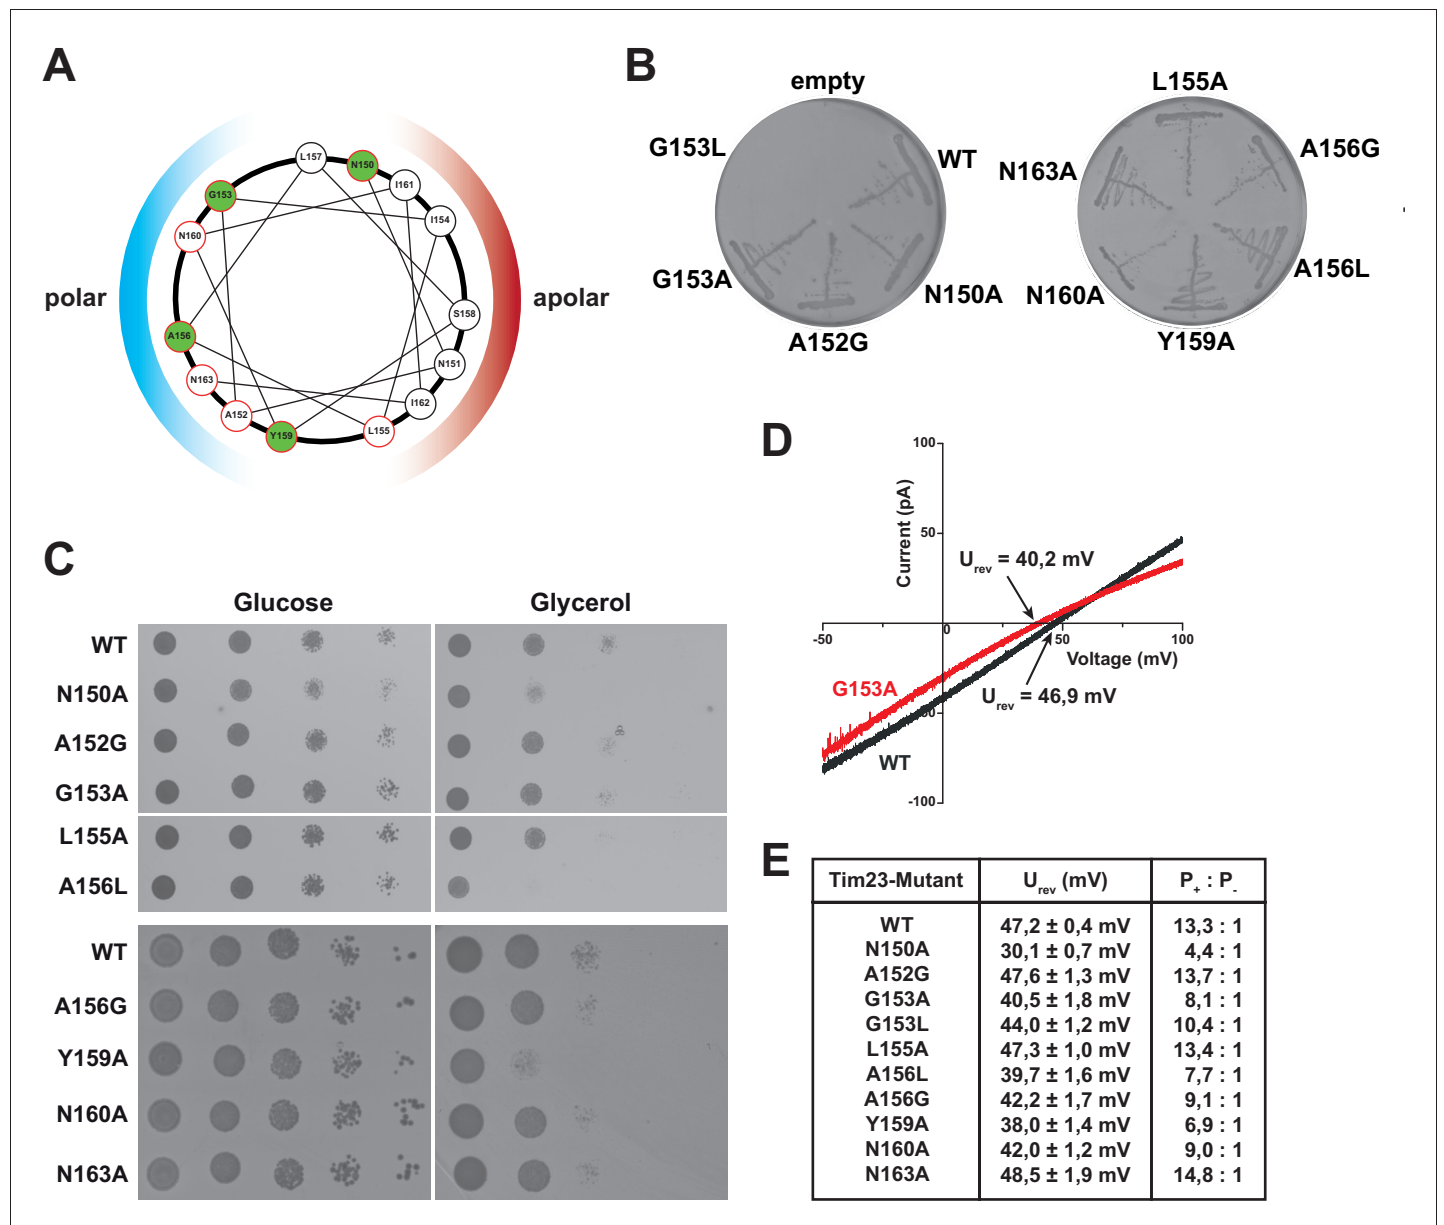 A
polar
apolar
L157
N150
I161
I154
S158
N151
I162
L155
Y159
A152
N163
A156
N160
G153
B
empty
G153L
WT
G153A
N150A
A152G
L155A
N163A
A156G
N160A
A156L
Y159A
C
Glucose
Glycerol
WT
N150A
A152G
G153A
L155A
A156L
WT
A156G
Y159A
N160A
N163A
D
Current (pA)
100
50
-50
0
50
100
-50
-100
Voltage (mV)
Urev = 40,2 mV
Urev = 46,9 mV
G153A
WT
E
Tim23-Mutant Urev (mV) P+ : P-
WT 47,2 ± 0,4 mV 13,3 : 1
N150A 30,1 ± 0,7 mV 4,4 : 1
A152G 47,6 ± 1,3 mV 13,7 : 1
G153A 40,5 ± 1,8 mV 8,1 : 1
G153L 44,0 ± 1,2 mV 10,4 : 1
L155A 47,3 ± 1,0 mV 13,4 : 1
A156L 39,7 ± 1,6 mV 7,7 : 1
A156G 42,2 ± 1,7 mV 9,1 : 1
Y159A 38,0 ± 1,4 mV 6,9 : 1
N160A 42,0 ± 1,2 mV 9,0 : 1
N163A 48,5 ± 1,9 mV 14,8 : 1